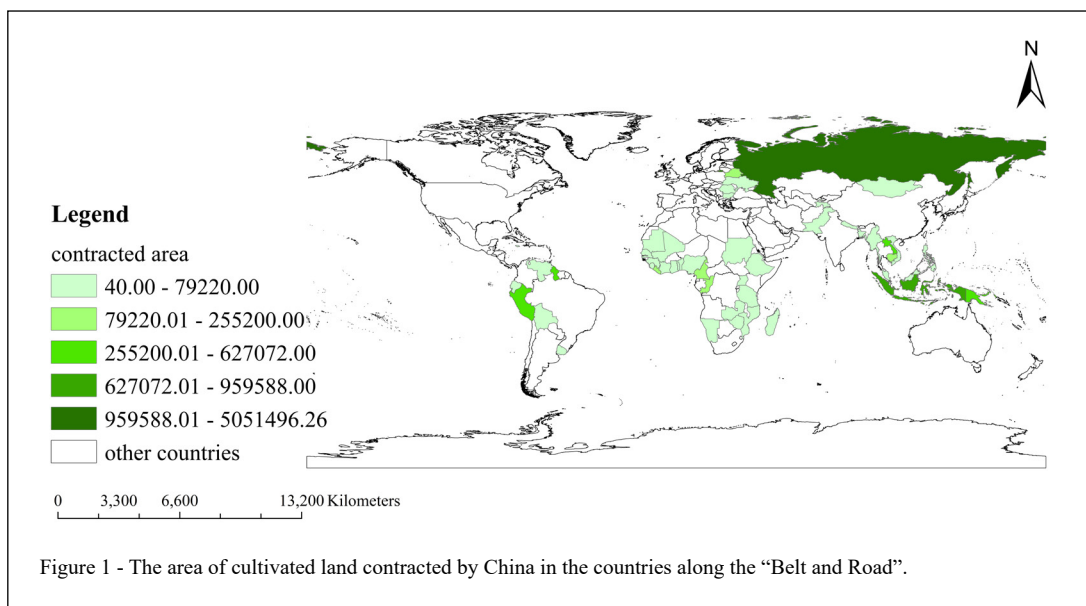 N
Legend
contracted area
40.00 - 79220.00
79220.01 - 255200.00
255200.01 - 627072.00
627072.01 - 959588.00
959588.01 - 5051496.26
other countries
0 3,300 6,600 13,200 Kilometers
Figure 1 - The area of cultivated land contracted by China in the countries along the “Belt and Road”.